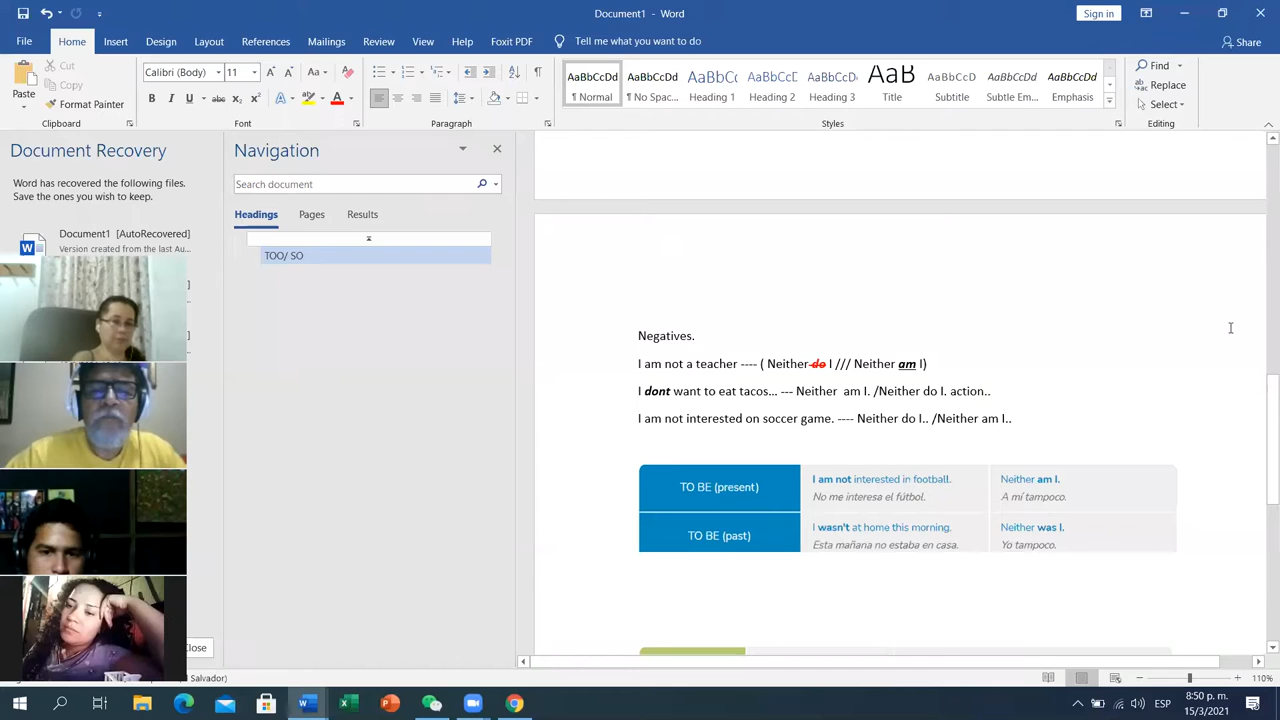 Document1 - Word
Sign in
File Home Insert Design Layout References Mailings Review View Help Foxit PDF Tell me what you want to do Share
Paste
Cut
Copy
Format Painter
Clipboard
Calibri (Body) 11
Font
Paragraph
AaBbCcDd AaBbCcDd AaBbCc AaBbCcC AaBbCcD AaB AaBbCcD AaBbCcDd AaBbCcDd
¶ Normal ¶ No Spac... Heading 1 Heading 2 Heading 3 Title Subtitle Subtle Em... Emphasis
Styles
Find
Replace
Select
Editing
Document Recovery
Word has recovered the following files.
Save the ones you wish to keep.
Document1 [AutoRecovered]
Version created from the last Au...
Close
Navigation
Search document
Headings Pages Results
TOO/ SO
Negatives.
I am not a teacher ---- ( Neither do I /// Neither am I)
I dont want to eat tacos... --- Neither am I. /Neither do I. action..
I am not interested on soccer game. ---- Neither do I.. /Neither am I..
TO BE (present) I am not interested in football. Neither am I.
No me interesa el fútbol. A mí tampoco.
TO BE (past) I wasn't at home this morning. Neither was I.
Esta mañana no estaba en casa. Yo tampoco.
Salvador)
110%
ESP
8:50 p. m.
15/3/2021